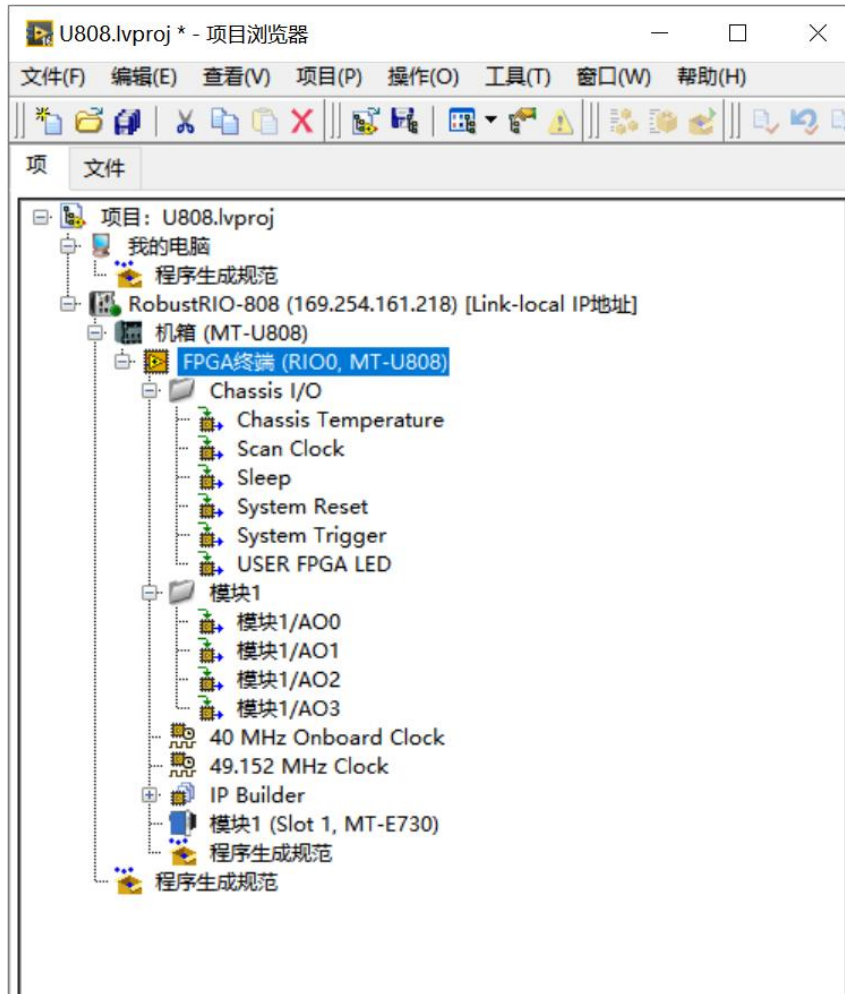 U808.lvproj * - 项目浏览器
文件(F) 编辑(E) 查看(V) 项目(P) 操作(O) 工具(T) 窗口(W) 帮助(H)
项 文件
项目: U808.lvproj
我的电脑
程序生成规范
RobustRIO-808 (169.254.161.218) [Link-local IP地址]
机箱 (MT-U808)
FPGA终端 (RIO0, MT-U808)
Chassis I/O
Chassis Temperature
Scan Clock
Sleep
System Reset
System Trigger
USER FPGA LED
模块1
模块1/AO0
模块1/AO1
模块1/AO2
模块1/AO3
40 MHz Onboard Clock
49.152 MHz Clock
IP Builder
模块1 (Slot 1, MT-E730)
程序生成规范
程序生成规范